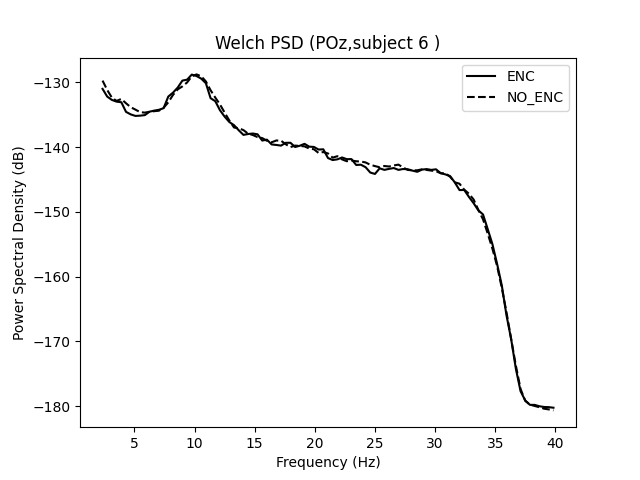 Welch PSD (POz,subject 6 )
ENC
NO_ENC
Power Spectral Density (dB)
−130
−140
−150
−160
−170
−180
5 10 15 20 25 30 35 40
Frequency (Hz)